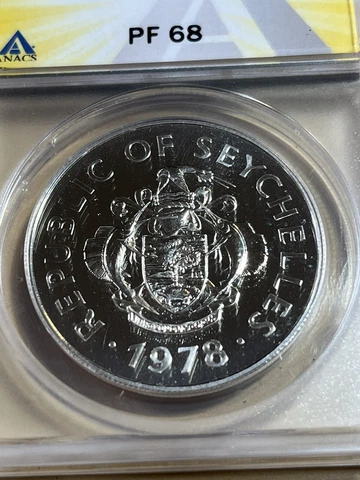 ANACS
PF 68
REPUBLIC OF SEYCHELLES
· 1978 ·